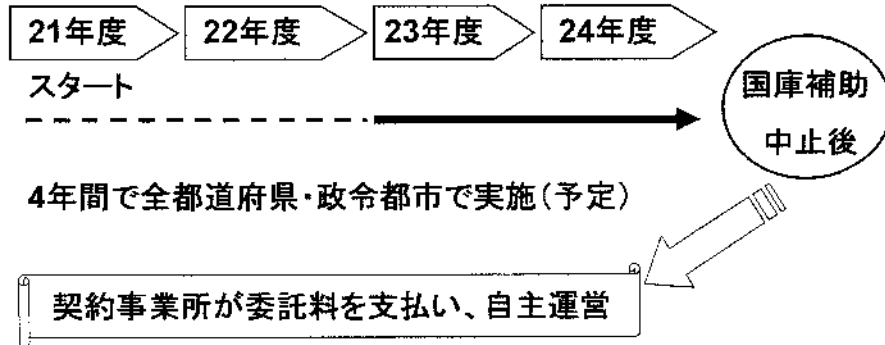 21年度 22年度 23年度 24年度
スタート
国庫補助
中止後
4年間で全都道府県・政令都市で実施(予定)
契約事業所が委託料を支払い、自主運営